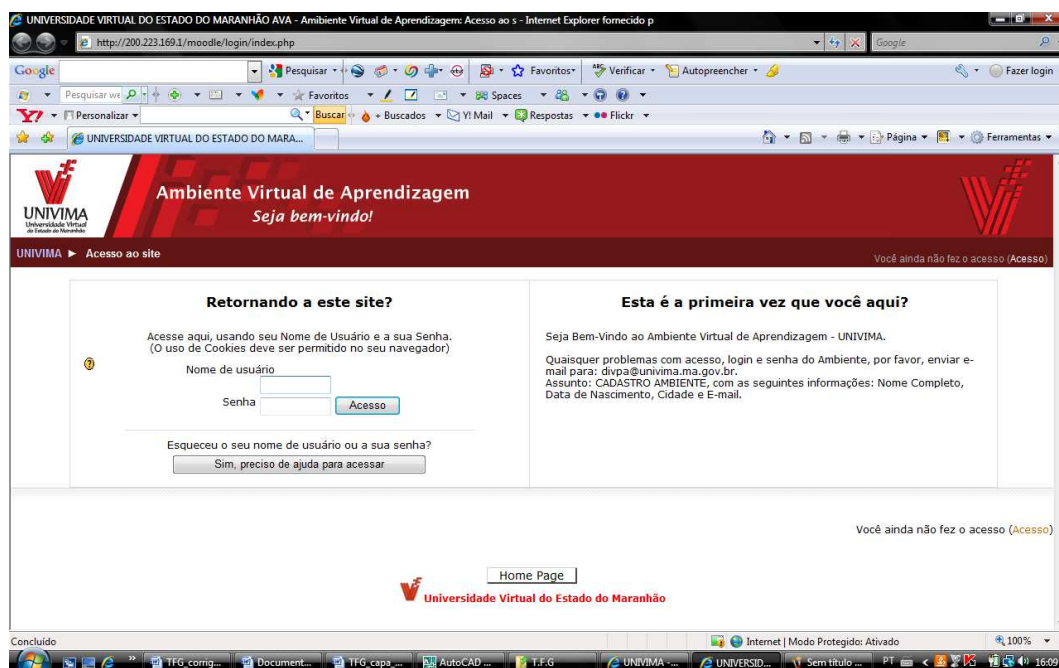 UNIVERSIDADE VIRTUAL DO ESTADO DO MARANHÃO AVA - Amibiente Virtual de Aprendizagem: Acesso ao s - Internet Explorer fornecido p
http://200.223.169.1/moodle/login/index.php
Google
Google
Pesquisar
Favoritos
Verificar
Autopreencher
Fazer login
Pesquisar we
Favoritos
Spaces
Y7
Personalizar
Buscar
+ Buscados
Y! Mail
Respostas
Flickr
UNIVERSIDADE VIRTUAL DO ESTADO DO MARA...
Página
Ferramentas
UNIVIMA
Universidade Virtual
do Estado do Maranhão
Ambiente Virtual de Aprendizagem
Seja bem-vindo!
UNIVIMA ► Acesso ao site
Você ainda não fez o acesso (Acesso)
Retornando a este site?
Acesse aqui, usando seu Nome de Usuário e a sua Senha.
(O uso de Cookies deve ser permitido no seu navegador)
Nome de usuário
Senha
Acesso
Esqueceu o seu nome de usuário ou a sua senha?
Sim, preciso de ajuda para acessar
Esta é a primeira vez que você aqui?
Seja Bem-Vindo ao Ambiente Virtual de Aprendizagem - UNIVIMA.
Quaisquer problemas com acesso, login e senha do Ambiente, por favor, enviar e-
mail para: divpa@univima.ma.gov.br.
Assunto: CADASTRO AMBIENTE, com as seguintes informações: Nome Completo,
Data de Nascimento, Cidade e E-mail.
Você ainda não fez o acesso (Acesso)
Home Page
Universidade Virtual do Estado do Maranhão
Concluído
Internet | Modo Protegido: Ativado
100%
TFG_corrig...
Document...
TFG_capa_...
AutoCAD ...
T.F.G
UNIVIMA -...
UNIVERSID...
Sem título ...
PT
16:09